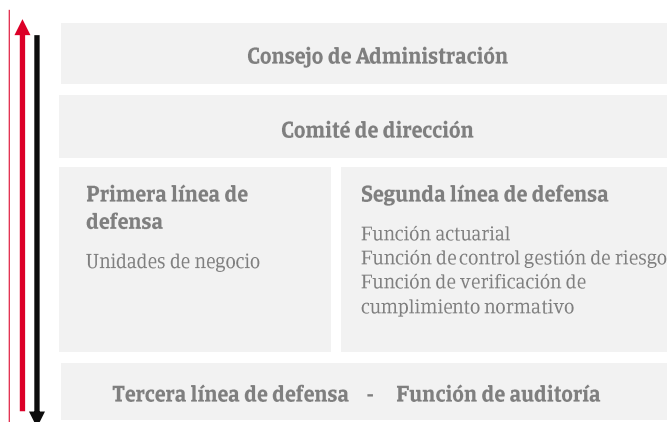 Consejo de Administración
Comité de dirección
Primera línea de
defensa
Unidades de negocio
Segunda línea de defensa
Función actuarial
Función de control gestión de riesgo
Función de verificación de
cumplimiento normativo
Tercera línea de defensa - Función de auditoría